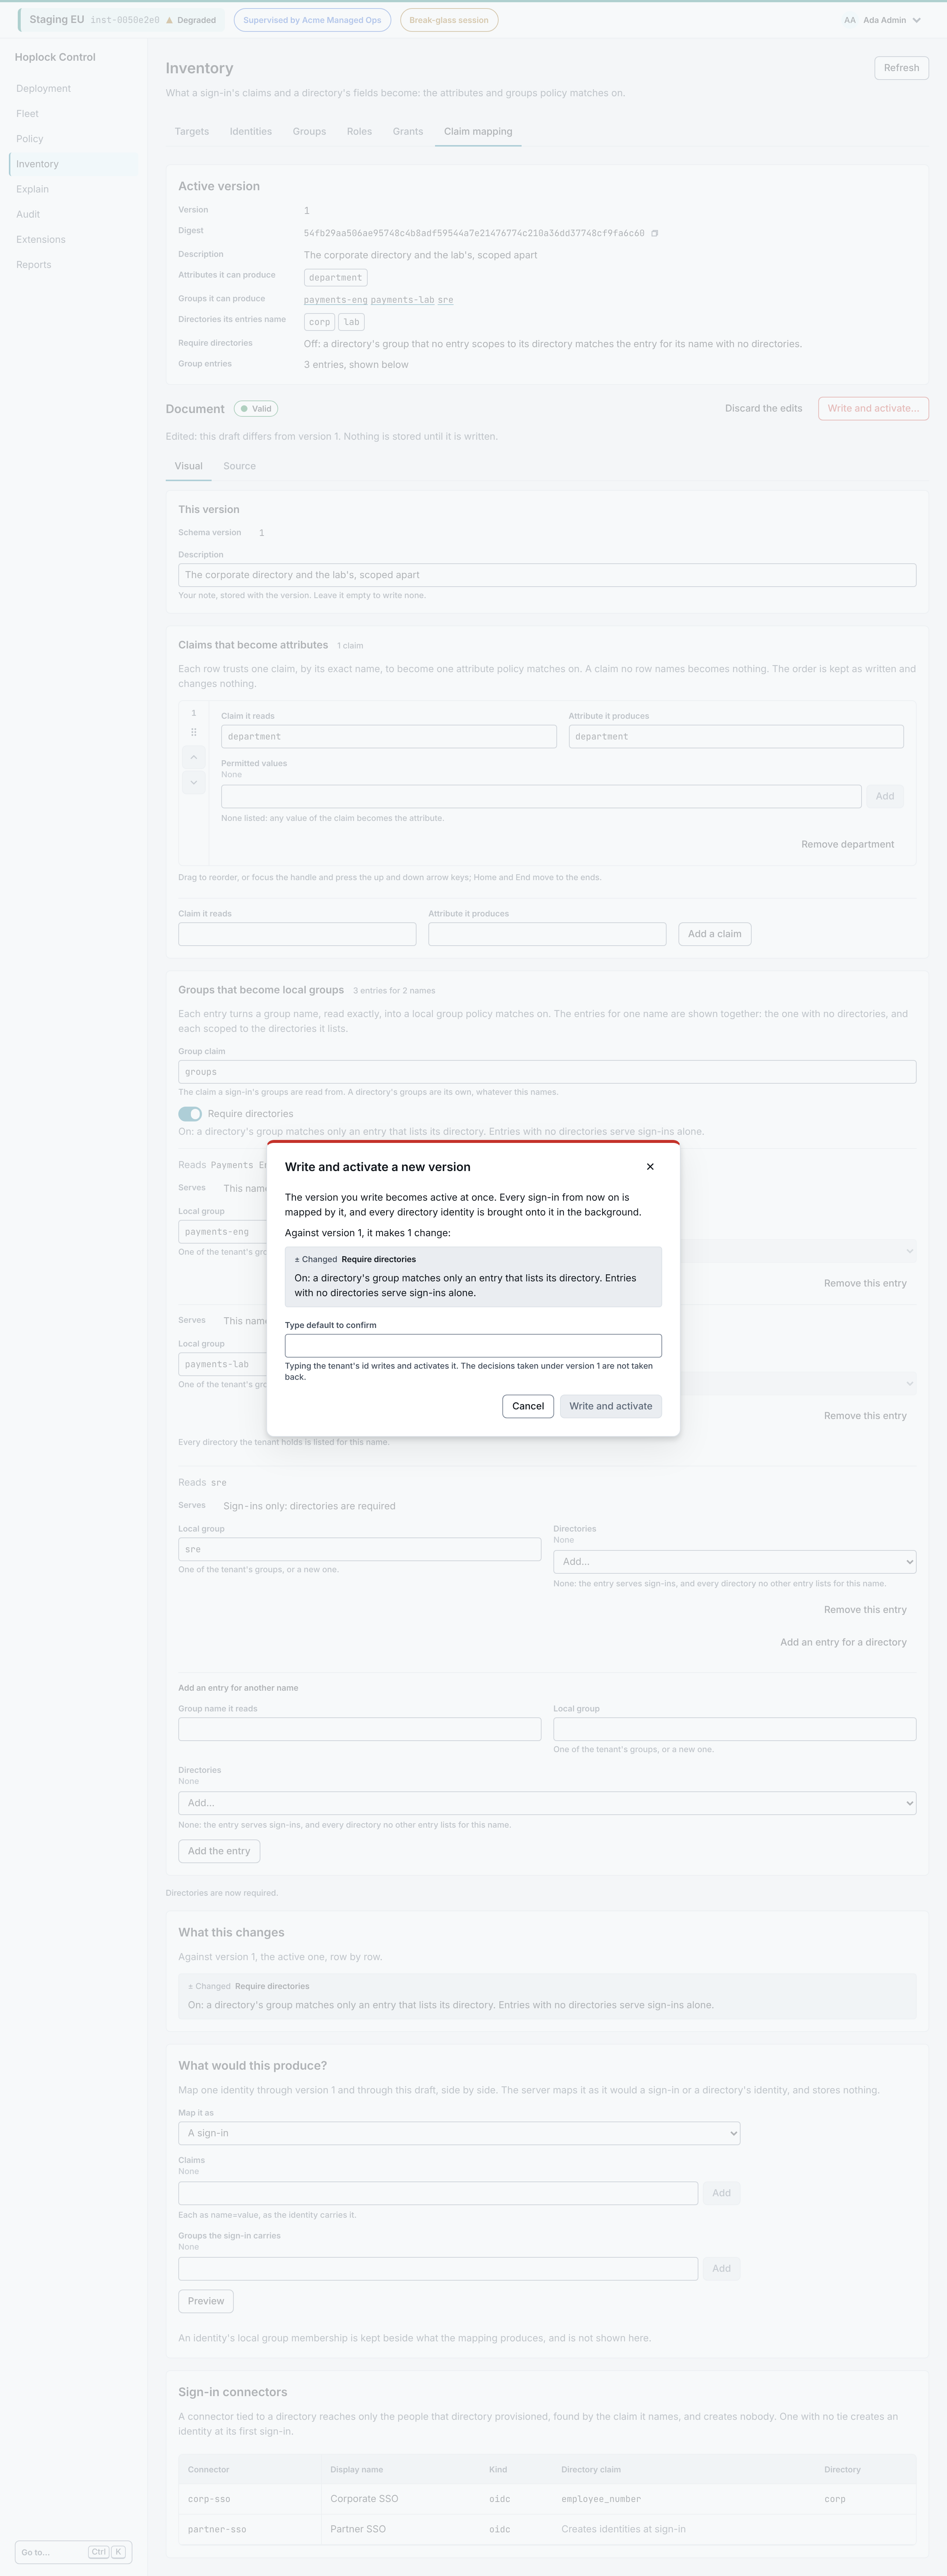 Staging EU inst-0050e2e0 Degraded
Supervised by Acme Managed Ops
Break-glass session
AA Ada Admin
Hoplock Control
Deployment
Fleet
Policy
Inventory
Explain
Audit
Extensions
Reports
Inventory
Refresh
What a sign-in's claims and a directory's fields become: the attributes and groups policy matches on.
Targets Identities Groups Roles Grants Claim mapping
Active version
Version 1
Digest 54fb29aa506ae95748c4b8adf59544a7e21476774c210a36dd37748cf9fa6c60
Description The corporate directory and the lab's, scoped apart
Attributes it can produce department
Groups it can produce payments-eng payments-lab sre
Directories its entries name corp lab
Require directories Off: a directory's group that no entry scopes to its directory matches the entry for its name with no directories.
Group entries 3 entries, shown below
Document Valid
Discard the edits
Write and activate...
Edited: this draft differs from version 1. Nothing is stored until it is written.
Visual Source
This version
Schema version 1
Description
The corporate directory and the lab's, scoped apart
Your note, stored with the version. Leave it empty to write none.
Claims that become attributes 1 claim
Each row trusts one claim, by its exact name, to become one attribute policy matches on. A claim no row names becomes nothing. The order is kept as written and
changes nothing.
1
Claim it reads
Attribute it produces
department
department
Permitted values
None
Add
None listed: any value of the claim becomes the attribute.
Remove department
Drag to reorder, or focus the handle and press the up and down arrow keys; Home and End move to the ends.
Claim it reads
Attribute it produces
Add a claim
Groups that become local groups 3 entries for 2 names
Each entry turns a group name, read exactly, into a local group policy matches on. The entries for one name are shown together: the one with no directories, and
each scoped to the directories it lists.
Group claim
groups
The claim a sign-in's groups are read from. A directory's groups are its own, whatever this names.
Require directories
On: a directory's group matches only an entry that lists its directory. Entries with no directories serve sign-ins alone.
Reads Payments E
Serves This name
Local group
payments-eng
One of the tenant's gro
Remove this entry
Serves This name
Local group
payments-lab
One of the tenant's gro
Remove this entry
Every directory the tenant holds is listed for this name.
Write and activate a new version
The version you write becomes active at once. Every sign-in from now on is
mapped by it, and every directory identity is brought onto it in the background.
Against version 1, it makes 1 change:
± Changed Require directories
On: a directory's group matches only an entry that lists its directory. Entries
with no directories serve sign-ins alone.
Type default to confirm
Typing the tenant's id writes and activates it. The decisions taken under version 1 are not taken
back.
Cancel
Write and activate
Reads sre
Serves Sign-ins only: directories are required
Local group
Directories
None
sre
Add...
One of the tenant's groups, or a new one.
None: the entry serves sign-ins, and every directory no other entry lists for this name.
Remove this entry
Add an entry for a directory
Add an entry for another name
Group name it reads
Local group
One of the tenant's groups, or a new one.
Directories
None
Add...
None: the entry serves sign-ins, and every directory no other entry lists for this name.
Add the entry
Directories are now required.
What this changes
Against version 1, the active one, row by row.
± Changed Require directories
On: a directory's group matches only an entry that lists its directory. Entries with no directories serve sign-ins alone.
What would this produce?
Map one identity through version 1 and through this draft, side by side. The server maps it as it would a sign-in or a directory's identity, and stores nothing.
Map it as
A sign-in
Claims
None
Add
Each as name=value, as the identity carries it.
Groups the sign-in carries
None
Add
Preview
An identity's local group membership is kept beside what the mapping produces, and is not shown here.
Sign-in connectors
A connector tied to a directory reaches only the people that directory provisioned, found by the claim it names, and creates nobody. One with no tie creates an
identity at its first sign-in.
Connector Display name Kind Directory claim Directory
corp-sso Corporate SSO oidc employee_number corp
partner-sso Partner SSO oidc Creates identities at sign-in
Go to... Ctrl K